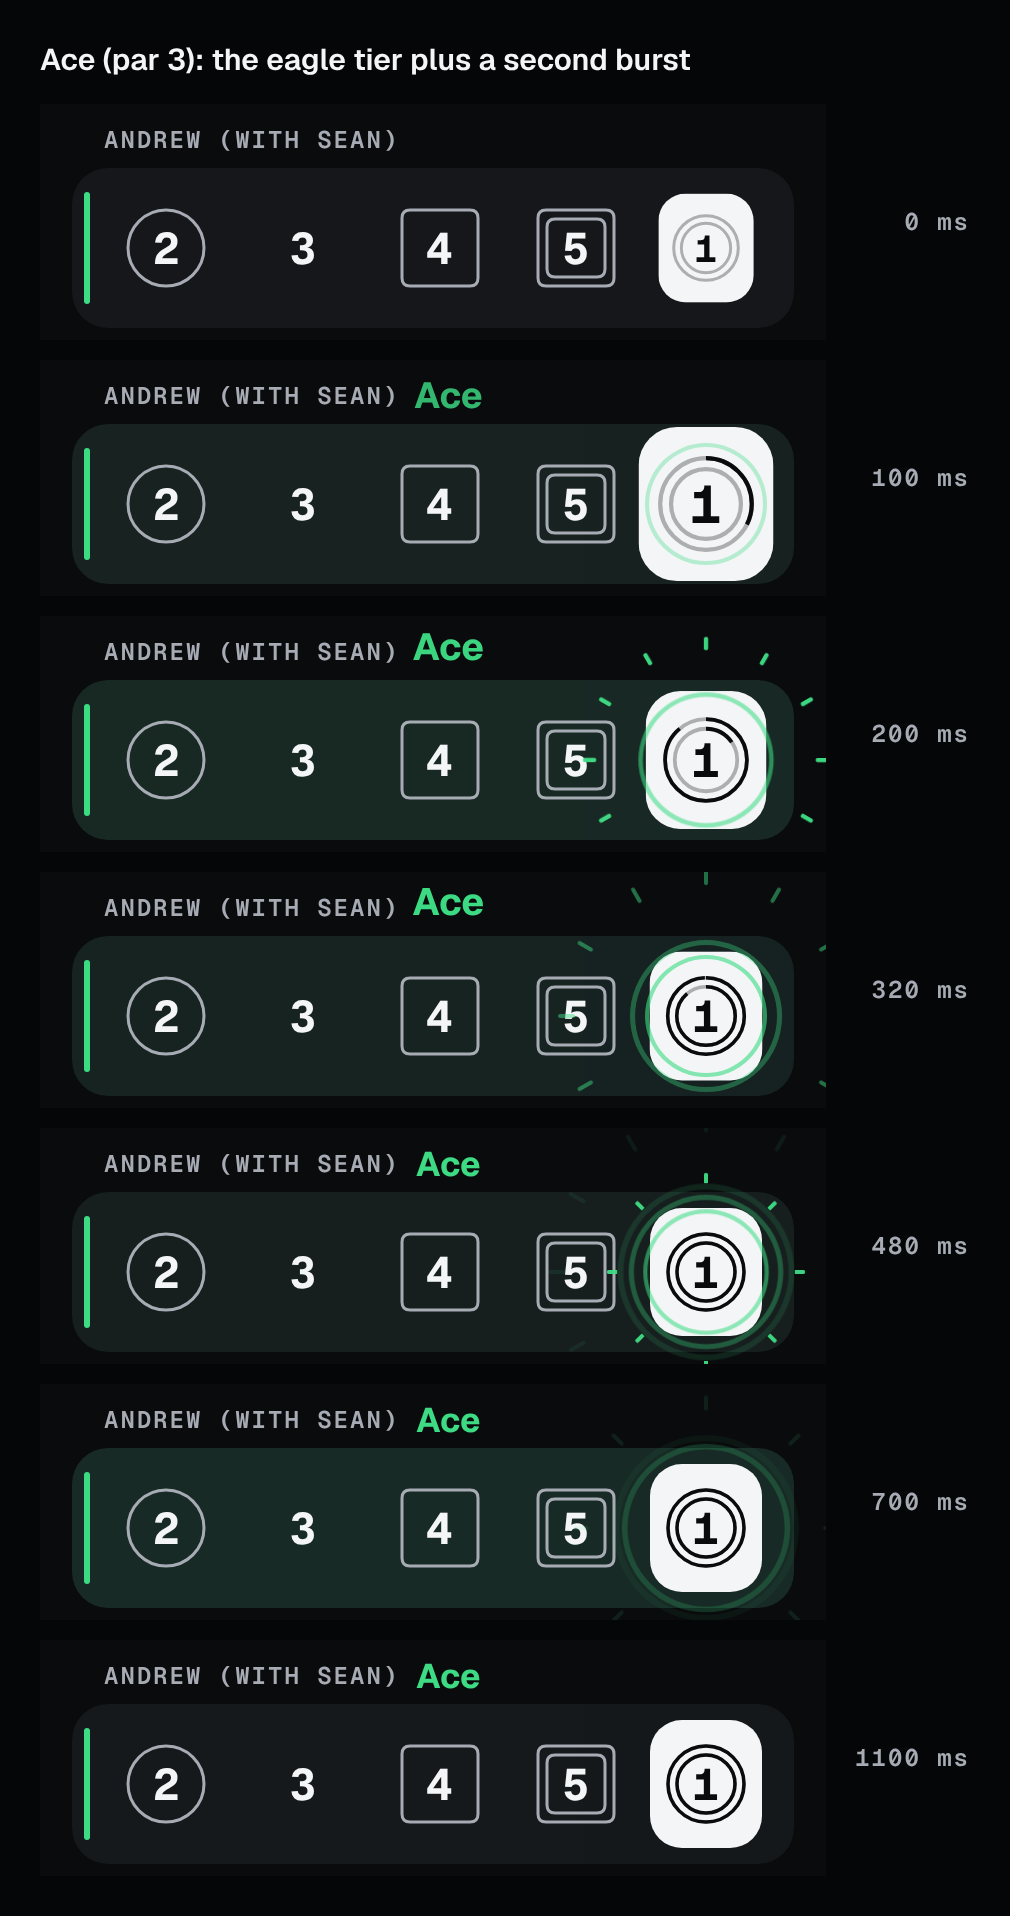 Ace (par 3): the eagle tier plus a second burst
ANDREW (WITH SEAN)
2 3 4 5 1
0 ms
ANDREW (WITH SEAN) Ace
2 3 4 5 1
100 ms
ANDREW (WITH SEAN) Ace
2 3 4 5 1
200 ms
ANDREW (WITH SEAN) Ace
2 3 4 5 1
320 ms
ANDREW (WITH SEAN) Ace
2 3 4 5 1
480 ms
ANDREW (WITH SEAN) Ace
2 3 4 5 1
700 ms
ANDREW (WITH SEAN) Ace
2 3 4 5 1
1100 ms